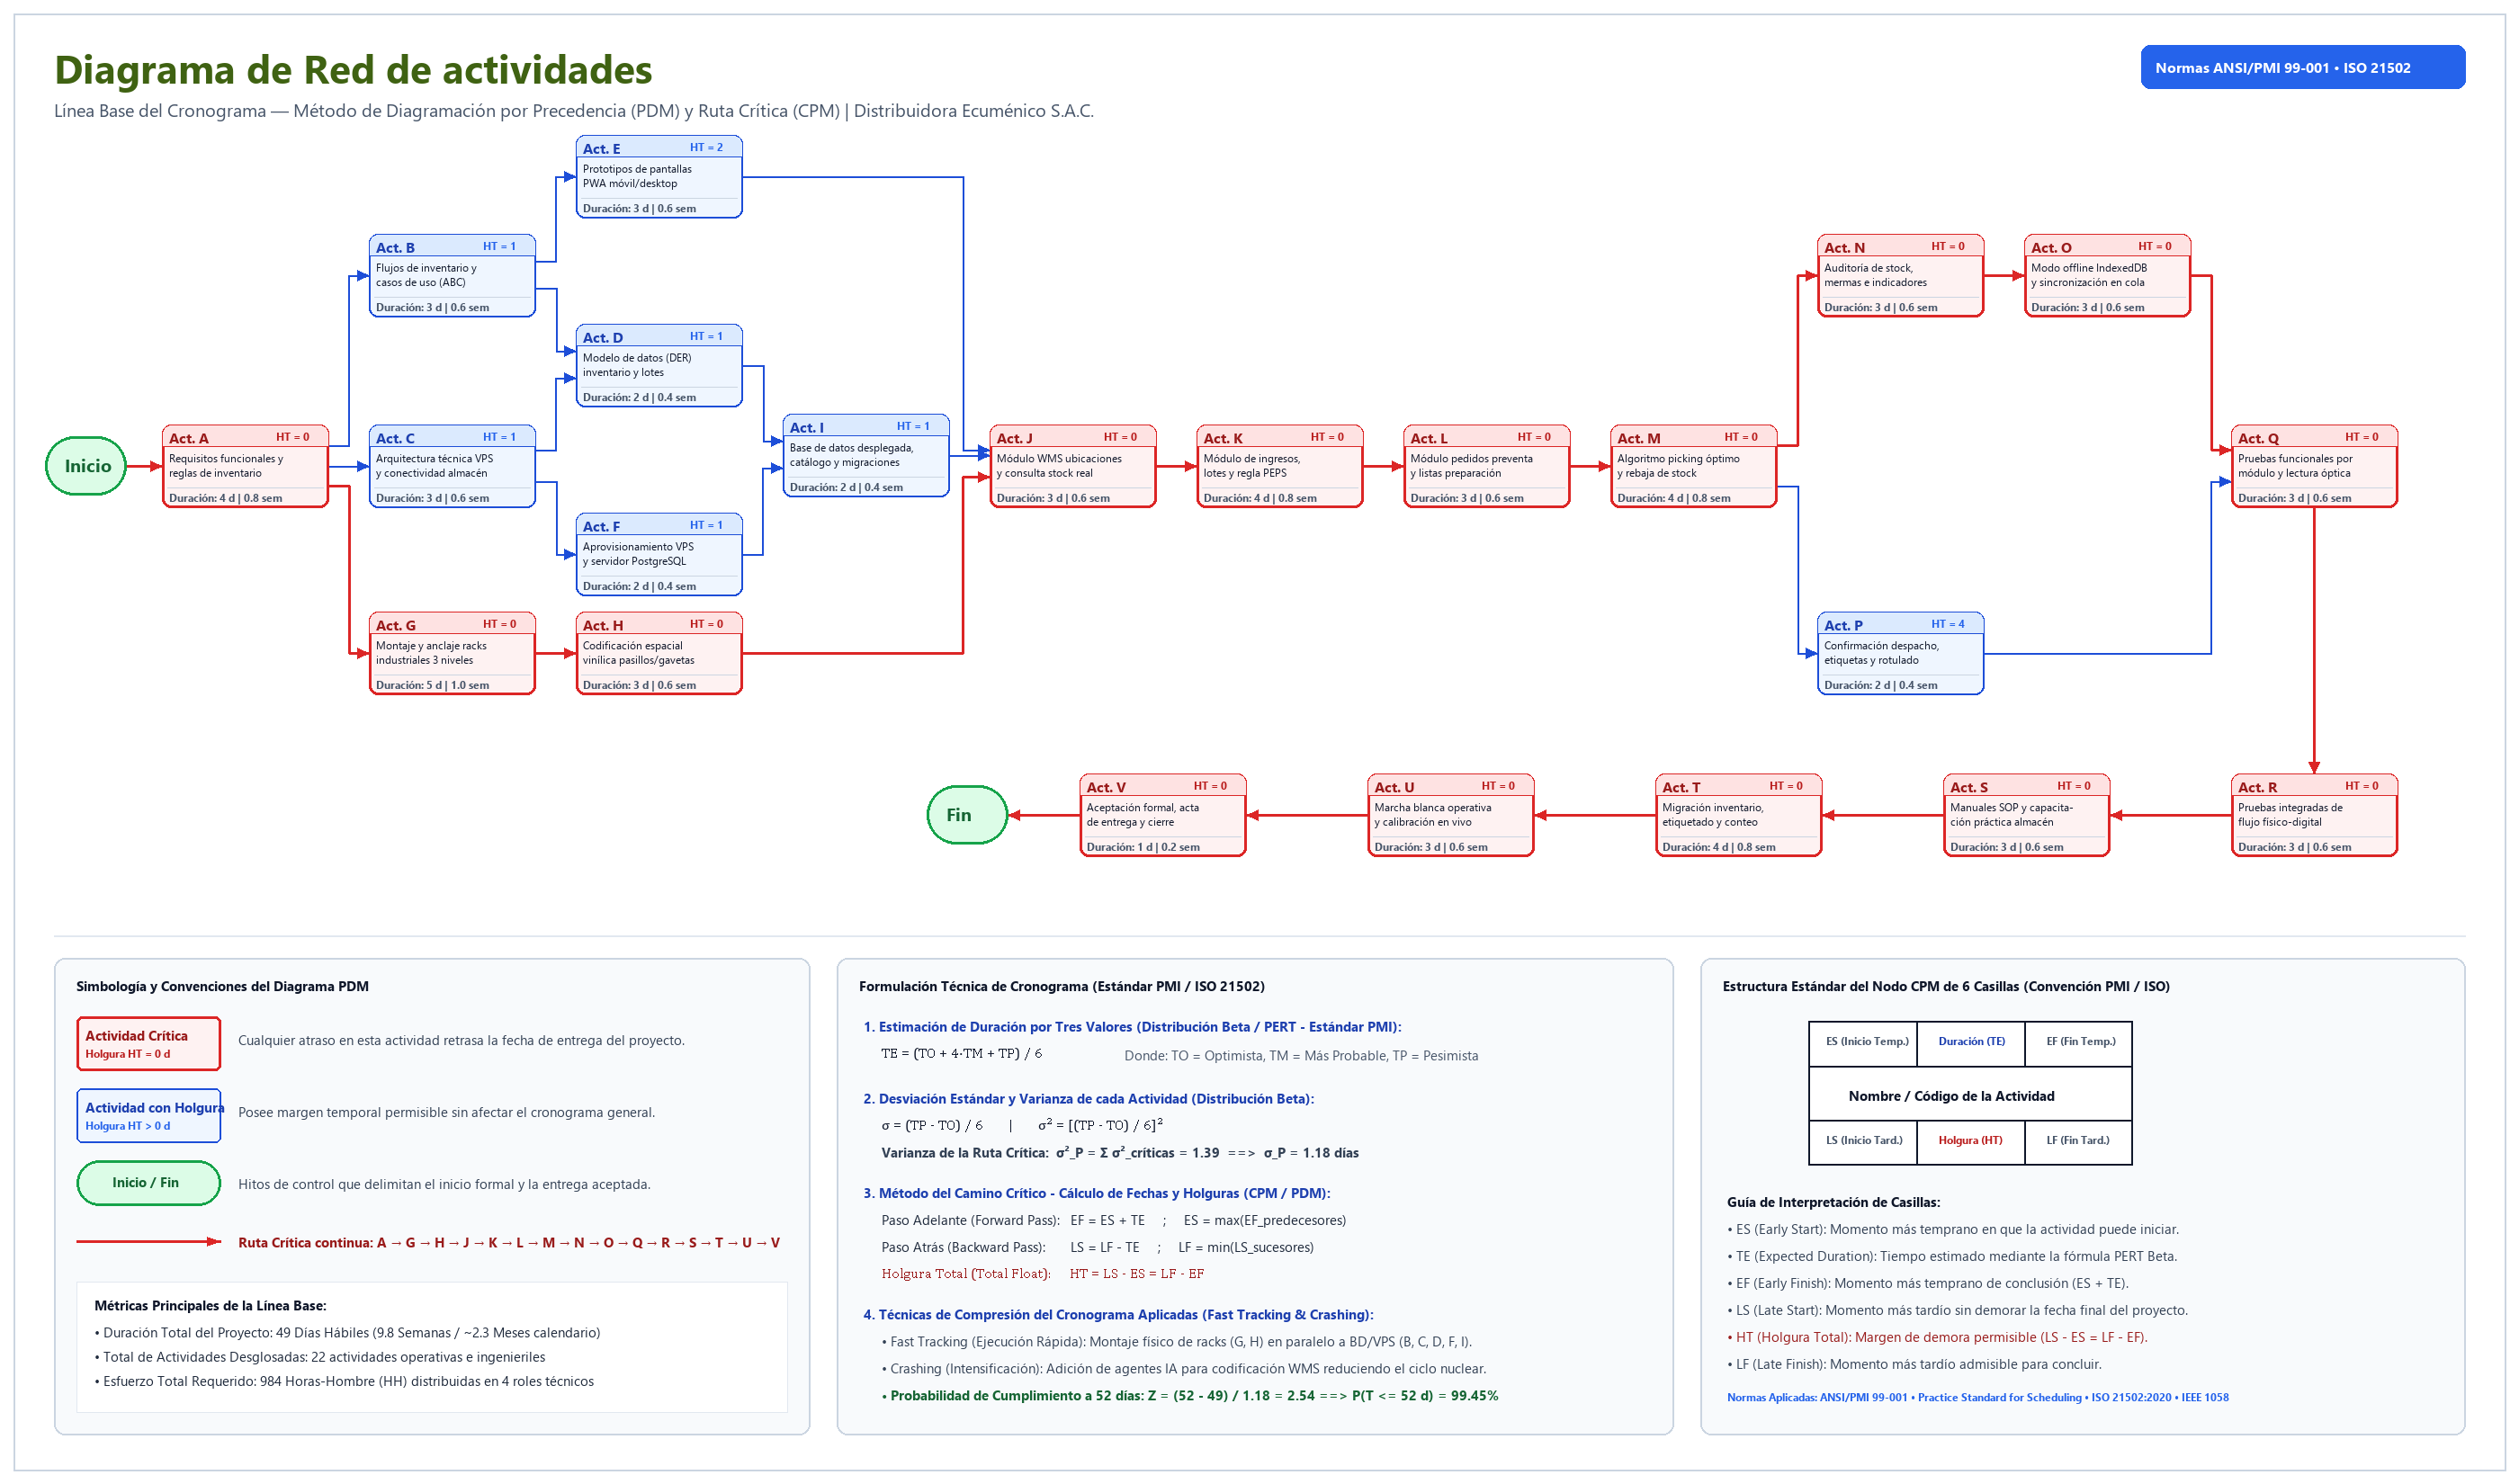 Diagrama de Red de actividades
Normas ANSI/PMI 99-001 • ISO 21502
Línea Base del Cronograma — Método de Diagramación por Precedencia (PDM) y Ruta Crítica (CPM) | Distribuidora Ecuménico S.A.C.
Inicio
Act. A HT = 0
Requisitos funcionales y
reglas de inventario
Duración: 4 d | 0.8 sem
Act. B HT = 1
Flujos de inventario y
casos de uso (ABC)
Duración: 3 d | 0.6 sem
Act. C HT = 1
Arquitectura técnica VPS
y conectividad almacén
Duración: 3 d | 0.6 sem
Act. G HT = 0
Montaje y anclaje racks
industriales 3 niveles
Duración: 5 d | 1.0 sem
Act. E HT = 2
Prototipos de pantallas
PWA móvil/desktop
Duración: 3 d | 0.6 sem
Act. D HT = 1
Modelo de datos (DER)
inventario y lotes
Duración: 2 d | 0.4 sem
Act. F HT = 1
Aprovisionamiento VPS
y servidor PostgreSQL
Duración: 2 d | 0.4 sem
Act. H HT = 0
Codificación espacial
vinílica pasillos/gavetas
Duración: 3 d | 0.6 sem
Act. I HT = 1
Base de datos desplegada,
catálogo y migraciones
Duración: 2 d | 0.4 sem
Act. J HT = 0
Módulo WMS ubicaciones
y consulta stock real
Duración: 3 d | 0.6 sem
Act. K HT = 0
Módulo de ingresos,
lotes y regla PEPS
Duración: 4 d | 0.8 sem
Act. L HT = 0
Módulo pedidos preventa
y listas preparación
Duración: 3 d | 0.6 sem
Act. M HT = 0
Algoritmo picking óptimo
y rebaja de stock
Duración: 4 d | 0.8 sem
Act. N HT = 0
Auditoría de stock,
mermas e indicadores
Duración: 3 d | 0.6 sem
Act. O HT = 0
Modo offline IndexedDB
y sincronización en cola
Duración: 3 d | 0.6 sem
Act. P HT = 4
Confirmación despacho,
etiquetas y rotulado
Duración: 2 d | 0.4 sem
Act. Q HT = 0
Pruebas funcionales por
módulo y lectura óptica
Duración: 3 d | 0.6 sem
Act. R HT = 0
Pruebas integradas de
flujo físico-digital
Duración: 3 d | 0.6 sem
Act. S HT = 0
Manuales SOP y capacita-
ción práctica almacén
Duración: 3 d | 0.6 sem
Act. T HT = 0
Migración inventario,
etiquetado y conteo
Duración: 4 d | 0.8 sem
Act. U HT = 0
Marcha blanca operativa
y calibración en vivo
Duración: 3 d | 0.6 sem
Act. V HT = 0
Aceptación formal, acta
de entrega y cierre
Duración: 1 d | 0.2 sem
Fin
Simbología y Convenciones del Diagrama PDM
Actividad Crítica
Holgura HT = 0 d
Cualquier atraso en esta actividad retrasa la fecha de entrega del proyecto.
Actividad con Holgura
Holgura HT > 0 d
Posee margen temporal permisible sin afectar el cronograma general.
Inicio / Fin
Hitos de control que delimitan el inicio formal y la entrega aceptada.
Ruta Crítica continua: A → G → H → J → K → L → M → N → O → Q → R → S → T → U → V
Métricas Principales de la Línea Base:
• Duración Total del Proyecto: 49 Días Hábiles (9.8 Semanas / ~2.3 Meses calendario)
• Total de Actividades Desglosadas: 22 actividades operativas e ingenieriles
• Esfuerzo Total Requerido: 984 Horas-Hombre (HH) distribuidas en 4 roles técnicos
Formulación Técnica de Cronograma (Estándar PMI / ISO 21502)
1. Estimación de Duración por Tres Valores (Distribución Beta / PERT - Estándar PMI):
TE = (TO + 4·TM + TP) / 6 Donde: TO = Optimista, TM = Más Probable, TP = Pesimista
2. Desviación Estándar y Varianza de cada Actividad (Distribución Beta):
σ = (TP - TO) / 6 | σ² = [(TP - TO) / 6]²
Varianza de la Ruta Crítica: σ²_P = Σ σ²_críticas = 1.39 ==> σ_P = 1.18 días
3. Método del Camino Crítico - Cálculo de Fechas y Holguras (CPM / PDM):
Paso Adelante (Forward Pass): EF = ES + TE ; ES = max(EF_predecesores)
Paso Atrás (Backward Pass): LS = LF - TE ; LF = min(LS_sucesores)
Holgura Total (Total Float): HT = LS - ES = LF - EF
4. Técnicas de Compresión del Cronograma Aplicadas (Fast Tracking & Crashing):
• Fast Tracking (Ejecución Rápida): Montaje físico de racks (G, H) en paralelo a BD/VPS (B, C, D, F, I).
• Crashing (Intensificación): Adición de agentes IA para codificación WMS reduciendo el ciclo nuclear.
• Probabilidad de Cumplimiento a 52 días: Z = (52 - 49) / 1.18 = 2.54 ==> P(T <= 52 d) = 99.45%
Estructura Estándar del Nodo CPM de 6 Casillas (Convención PMI / ISO)
ES (Inicio Temp.) Duración (TE) EF (Fin Temp.)
Nombre / Código de la Actividad
LS (Inicio Tard.) Holgura (HT) LF (Fin Tard.)
Guía de Interpretación de Casillas:
• ES (Early Start): Momento más temprano en que la actividad puede iniciar.
• TE (Expected Duration): Tiempo estimado mediante la fórmula PERT Beta.
• EF (Early Finish): Momento más temprano de conclusión (ES + TE).
• LS (Late Start): Momento más tardío sin demorar la fecha final del proyecto.
• HT (Holgura Total): Margen de demora permisible (LS - ES = LF - EF).
• LF (Late Finish): Momento más tardío admisible para concluir.
Normas Aplicadas: ANSI/PMI 99-001 • Practice Standard for Scheduling • ISO 21502:2020 • IEEE 1058